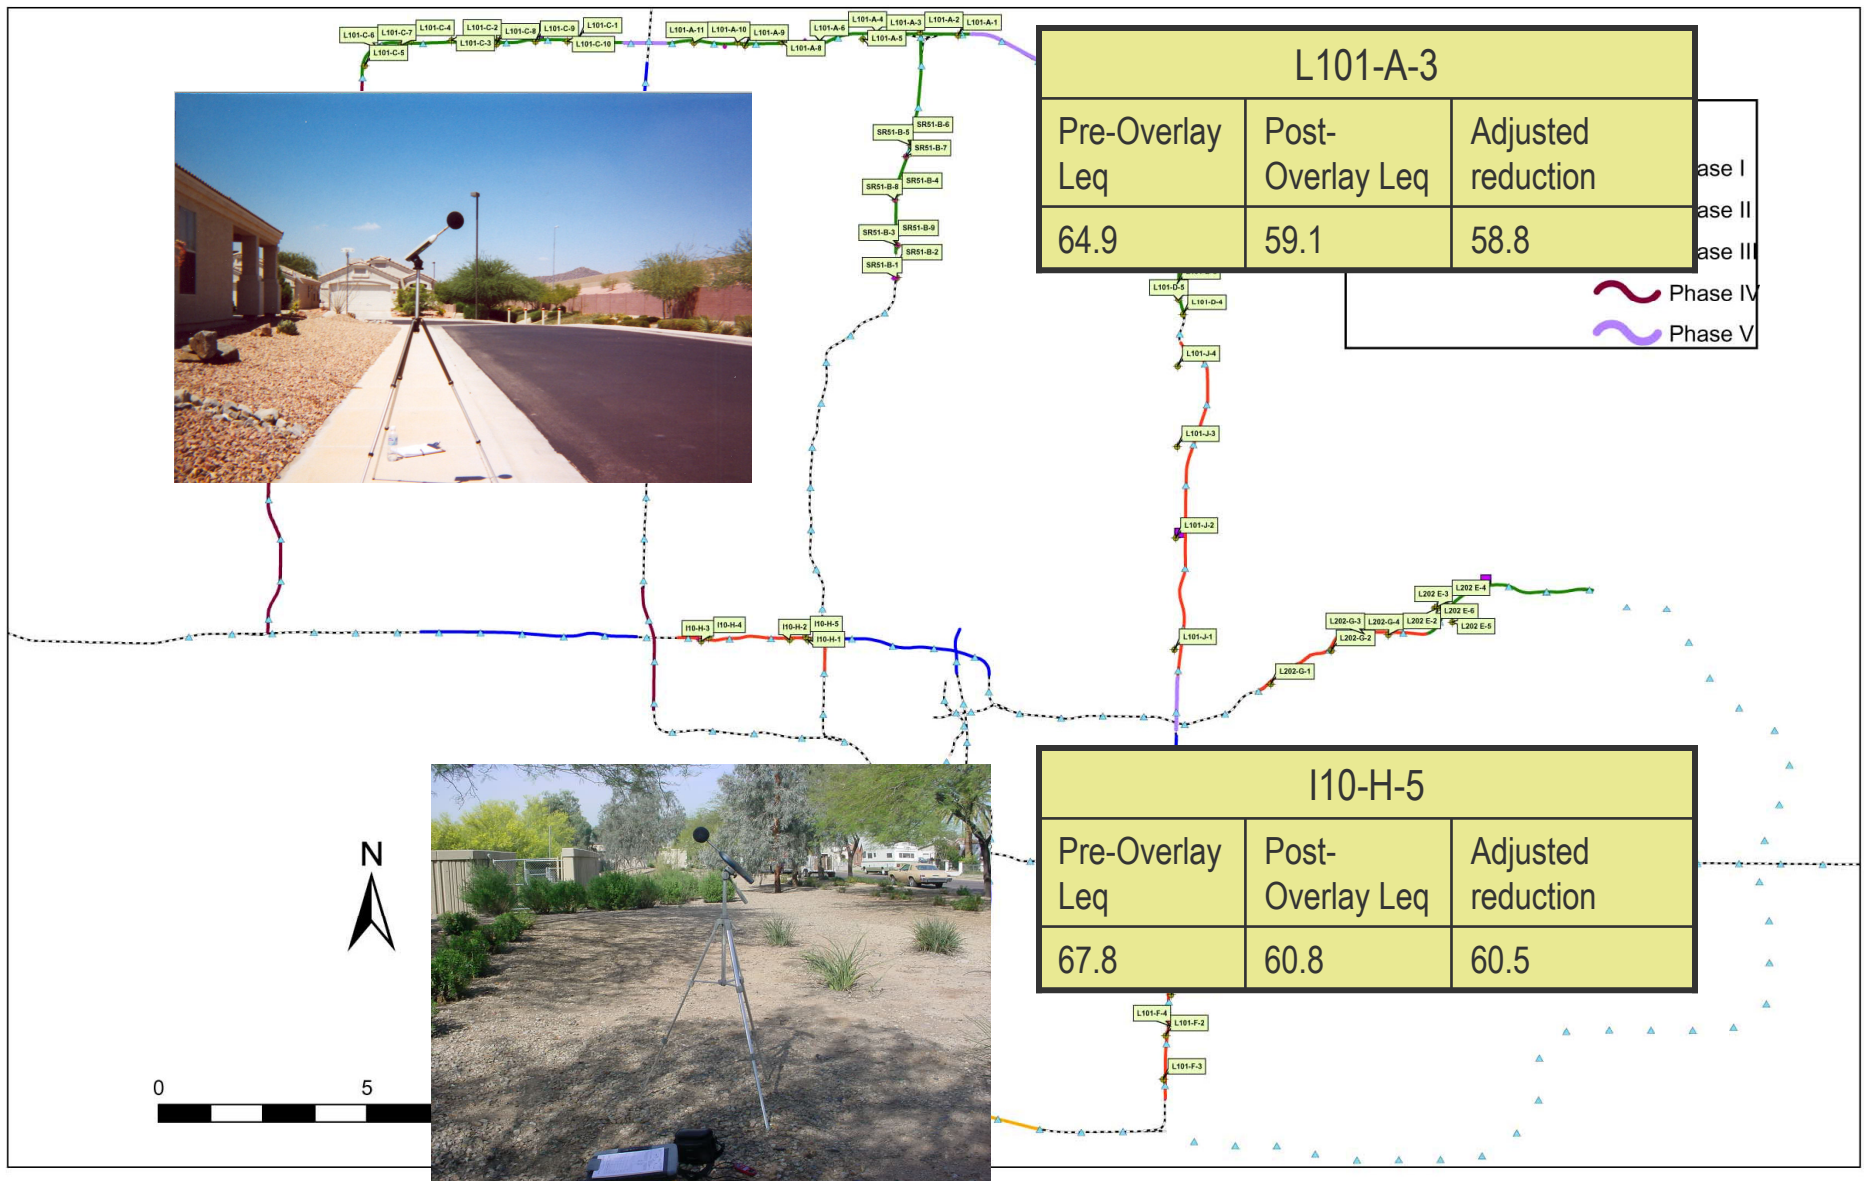 L101-C-6
L101-C-7
L101-C-4
L101-C-2
L101-C-8
L101-C-9
L101-C-1
L101-C-5
L101-C-3
L101-C-10
L101-A-11
L101-A-10
L101-A-9
L101-A-8
L101-A-6
L101-A-4
L101-A-5
L101-A-3
L101-A-2
L101-A-1
SR51-B-5
SR51-B-6
SR51-B-7
SR51-B-8
SR51-B-4
SR51-B-3
SR51-B-9
SR51-B-2
SR51-B-1
L101-A-3
Pre-Overlay Leq
Post-Overlay Leq
Adjusted reduction
64.9
59.1
58.8
ase I
ase II
ase III
Phase IV
Phase V
L101-D-5
L101-D-4
L101-J-4
L101-J-3
L101-J-2
L101-J-1
I10-H-3
I10-H-4
I10-H-2
I10-H-5
I10-H-1
L202 E-3
L202 E-4
L202 E-6
L202 E-5
L202-G-3
L202-G-4
L202 E-2
L202-G-2
L202-G-1
I10-H-5
Pre-Overlay Leq
Post-Overlay Leq
Adjusted reduction
67.8
60.8
60.5
N
0
5
L101-F-4
L101-F-2
L101-F-3